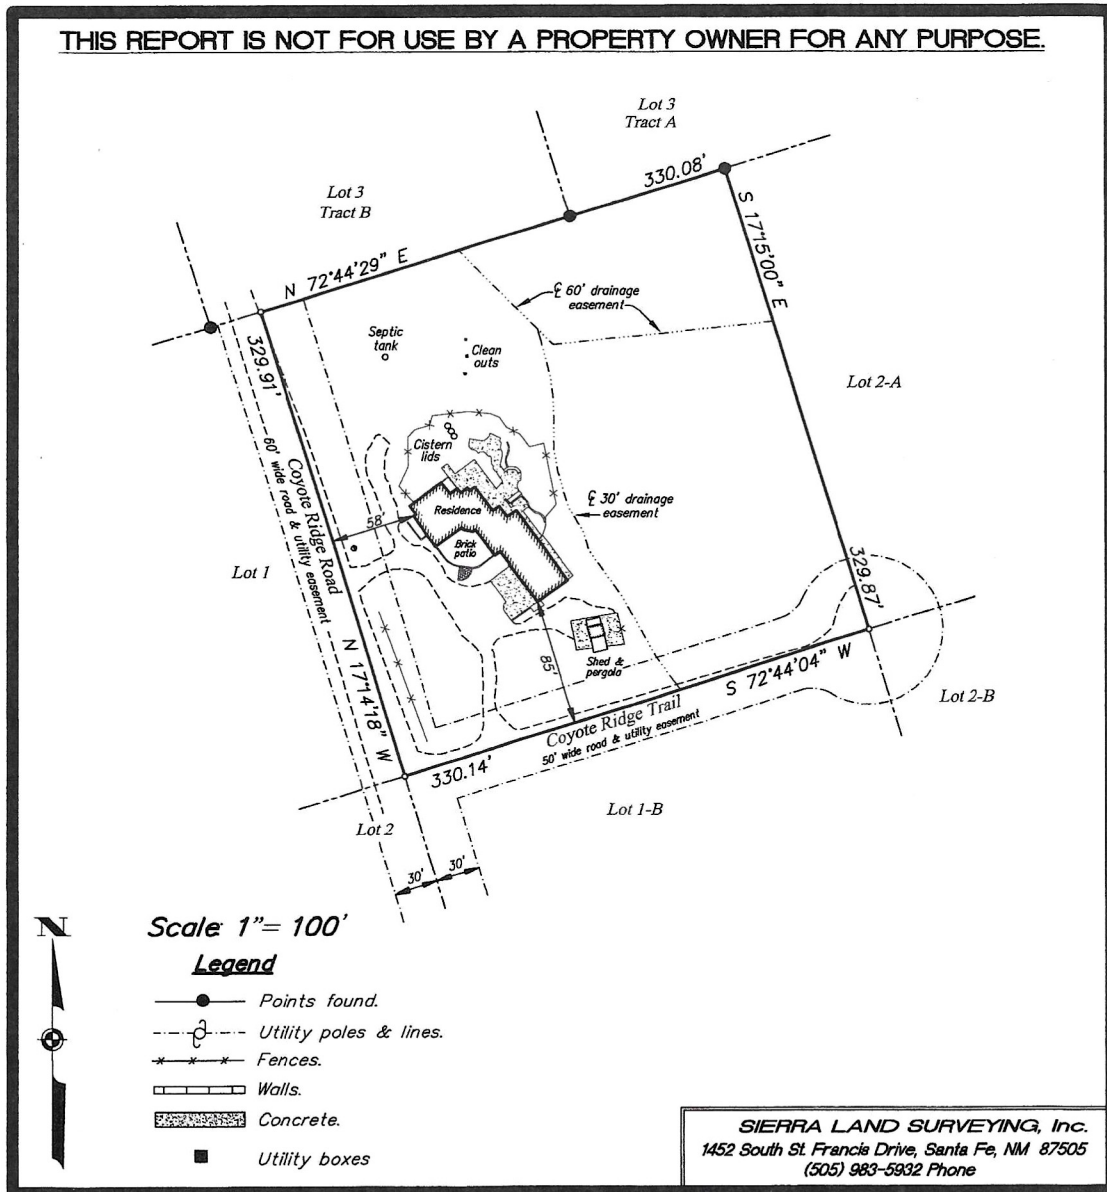 THIS REPORT IS NOT FOR USE BY A PROPERTY OWNER FOR ANY PURPOSE.
Lot 3
Tract A
330.08'
Lot 3
Tract B
N 72°44'29" E
S 17°15'00" E
℄ 60' drainage
easement
Septic
tank
Clean
outs
329.91'
Lot 2-A
Cistern
lids
60' wide road & utility easement
Coyote Ridge Road
℄ 30' drainage
easement
Residence
58'
Brick
patio
Lot 1
329.87'
N 17°14'18" W
85'
Shed &
pergola
S 72°44'04" W
Lot 2-B
Coyote Ridge Trail
50' wide road & utility easement
330.14'
Lot 1-B
Lot 2
30'
30'
N
Scale: 1"= 100'
Legend
Points found.
Utility poles & lines.
Fences.
Walls.
Concrete.
Utility boxes
SIERRA LAND SURVEYING, Inc.
1452 South St. Francis Drive, Santa Fe, NM 87505
(505) 983-5932 Phone